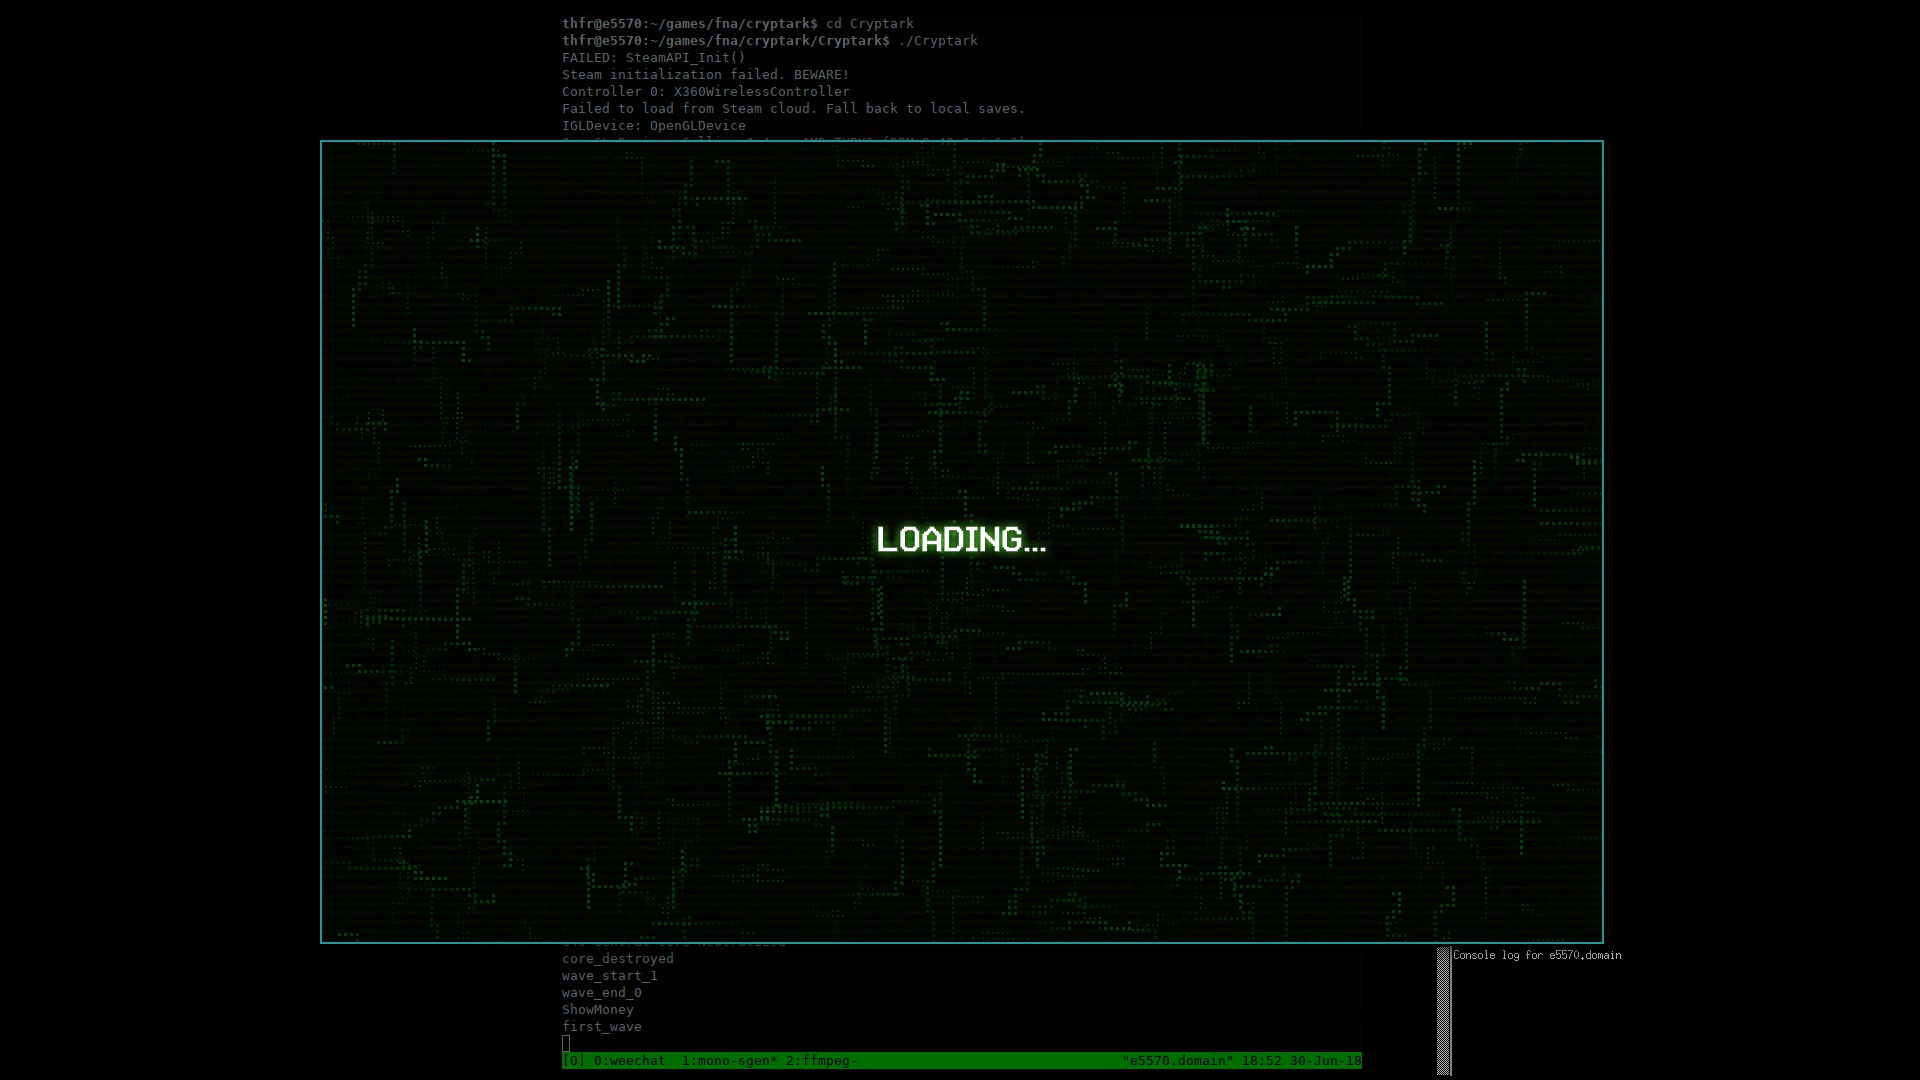 thfr@e5570:~/games/fna/cryptark$ cd Cryptark
thfr@e5570:~/games/fna/cryptark/Cryptark$ ./Cryptark
FAILED: SteamAPI_Init()
Steam initialization failed. BEWARE!
Controller 0: X360WirelessController
Failed to load from Steam cloud. Fall back to local saves.
IGLDevice: OpenGLDevice
LOADING...
core_destroyed
Console log for e5570.domain
wave_start_1
wave_end_0
ShowMoney
first_wave
[0] 0:weechat  1:mono-sgen* 2:ffmpeg- "e5570.domain" 18:52 30-Jun-18